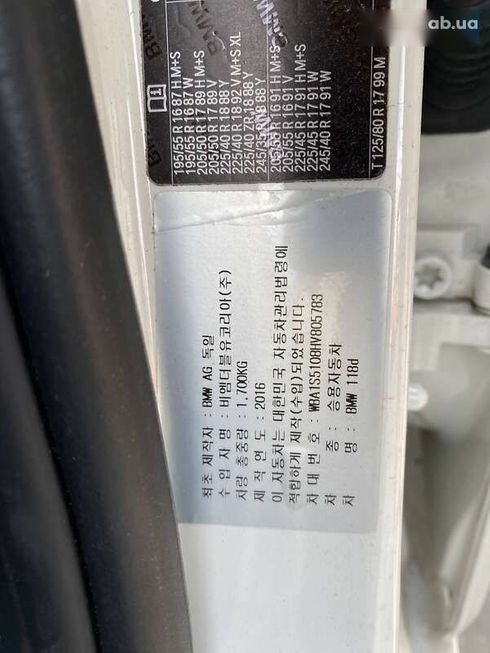 ab.ua
BMW
BMW
BMW
195/55 R 16 87 H M+S
195/55 R 16 87 W
205/50 R 17 89 H M+S
205/50 R 17 89 W
225/40 R 18 88 Y
225/40 R 18 92 V M+S XL
225/40 ZR 18 88 Y
88 Y
205/55 R 16 91 H M+S
205/55 R 16 91 V
225/45 R 17 91 H M+S
225/45 R 17 91 W
245/40 R 17 91 W
T 125/80 R 17 99 M
최초 제작자 : BMW AG 독일
수 입 자 명 : 비엠더블유코리아(주)
차량 총중량 : 1,700KG
제 작 연 도 : 2016
이 자동차는 대한민국 자동차관리법령에
적합하게 제작(수입)되었습니다.
차 대 번 호 : WBA1S5108HV805783
차 종 : 승용자동차
차 명 : BMW 118d